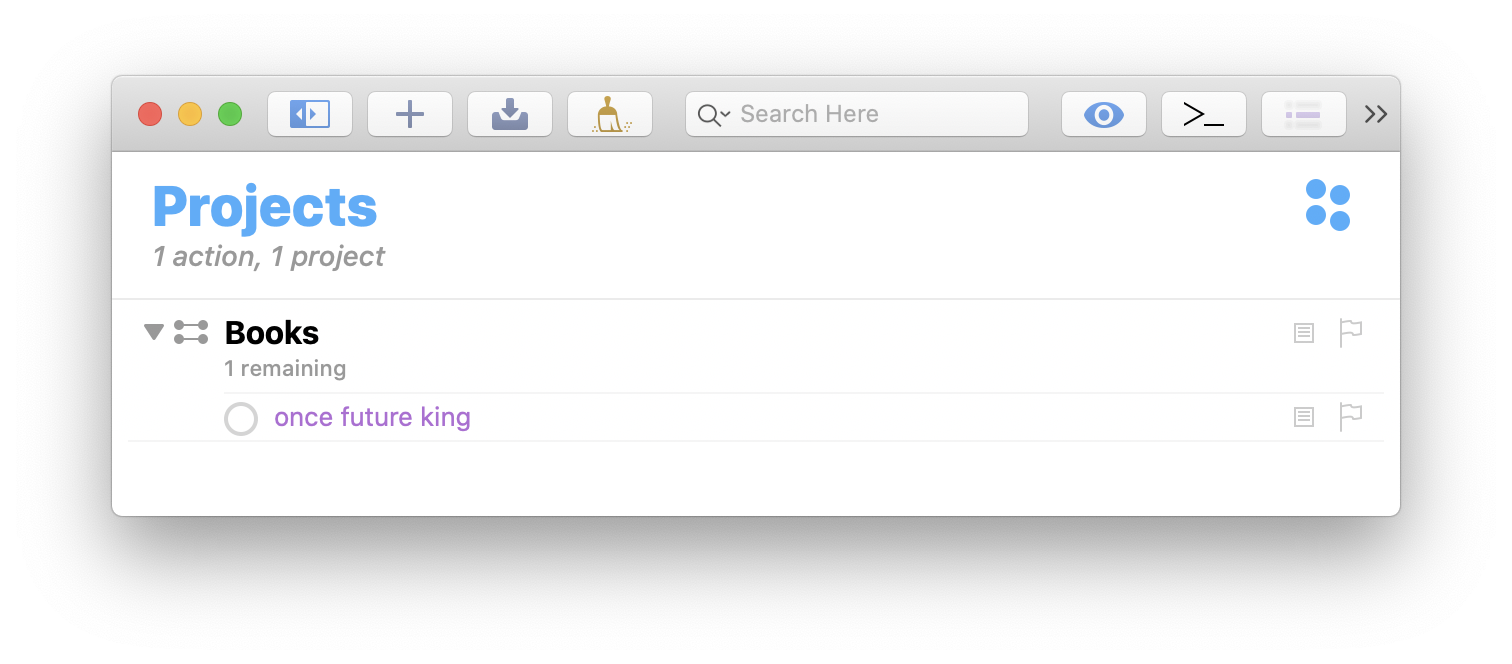 Search Here
Projects
1 action, 1 project
Books
1 remaining
once future king